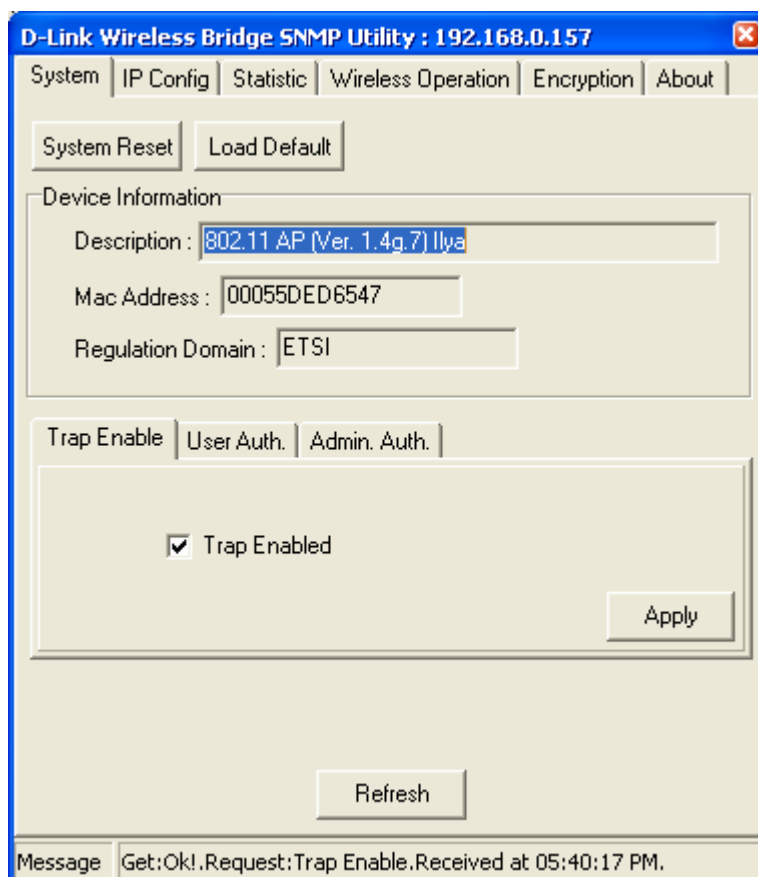 D-Link Wireless Bridge SNMP Utility : 192.168.0.157
System IP Config Statistic Wireless Operation Encryption About
System Reset Load Default
Device Information
Description : 802.11 AP (Ver. 1.4g.7) Ilya
Mac Address : 00055DED6547
Regulation Domain : ETSI
Trap Enable User Auth. Admin. Auth.
Trap Enabled
Apply
Refresh
Message Get:Ok!.Request:Trap Enable.Received at 05:40:17 PM.